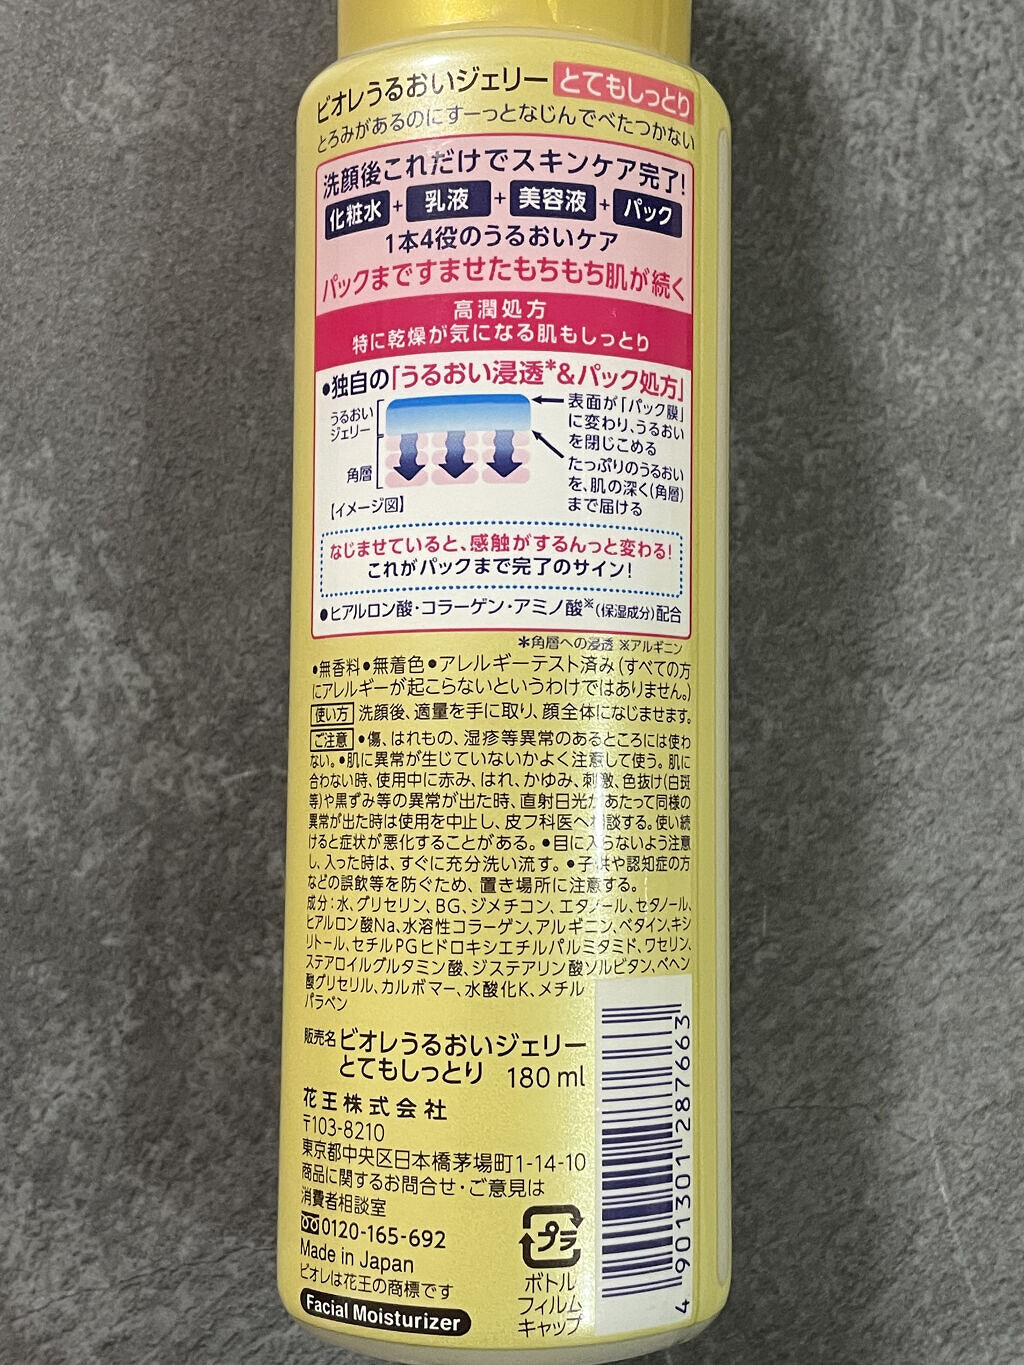 ビオレうるおいジェリー とてもしっとり
とろみがあるのにすーっとなじんでべたつかない
洗顔後これだけでスキンケア完了!
化粧水 + 乳液 + 美容液 + パック
1本4役のうるおいケア
パックまですませたもちもち肌が続く
高潤処方
特に乾燥が気になる肌もしっとり
●独自の「うるおい浸透*&パック処方」
うるおい
ジェリー
角層
【イメージ図】
表面が「パック膜」
に変わり、うるおい
を閉じこめる
たっぷりのうるおい
を、肌の深く(角層)
まで届ける
なじませていると、感触がするんっと変わる!
これがパックまで完了のサイン!
●ヒアルロン酸・コラーゲン・アミノ酸※(保湿成分)配合
*角層への浸透 ※アルギニン
●無香料●無着色●アレルギーテスト済み(すべての方
にアレルギーが起こらないというわけではありません。)
使い方 洗顔後、適量を手に取り、顔全体になじませます。
ご注意 ●傷、はれもの、湿疹等異常のあるところには使わ
ない。●肌に異常が生じていないかよく注意して使う。肌に
合わない時、使用中に赤み、はれ、かゆみ、刺激、色抜け(白斑
等)や黒ずみ等の異常が出た時、直射日光があたって同様の
異常が出た時は使用を中止し、皮フ科医へ相談する。使い続
けると症状が悪化することがある。●目に入らないよう注意
し、入った時は、すぐに充分洗い流す。●子供や認知症の方
などの誤飲等を防ぐため、置き場所に注意する。
成分:水、グリセリン、BG、ジメチコン、エタノール、セタノール、
ヒアルロン酸Na、水溶性コラーゲン、アルギニン、ベタイン、キシ
リトール、セチルPGヒドロキシエチルパルミタミド、ワセリン、
ステアロイルグルタミン酸、ジステアリン酸ソルビタン、ベヘン
酸グリセリル、カルボマー、水酸化K、メチル
パラベン
販売名 ビオレうるおいジェリー
とてもしっとり 180 ml
花王株式会社
〒103-8210
東京都中央区日本橋茅場町1-14-10
商品に関するお問合せ・ご意見は
消費者相談室
0120-165-692
Made in Japan
ビオレは花王の商標です
Facial Moisturizer
プラ
ボトル
フィルム
キャップ
4 901301 287663